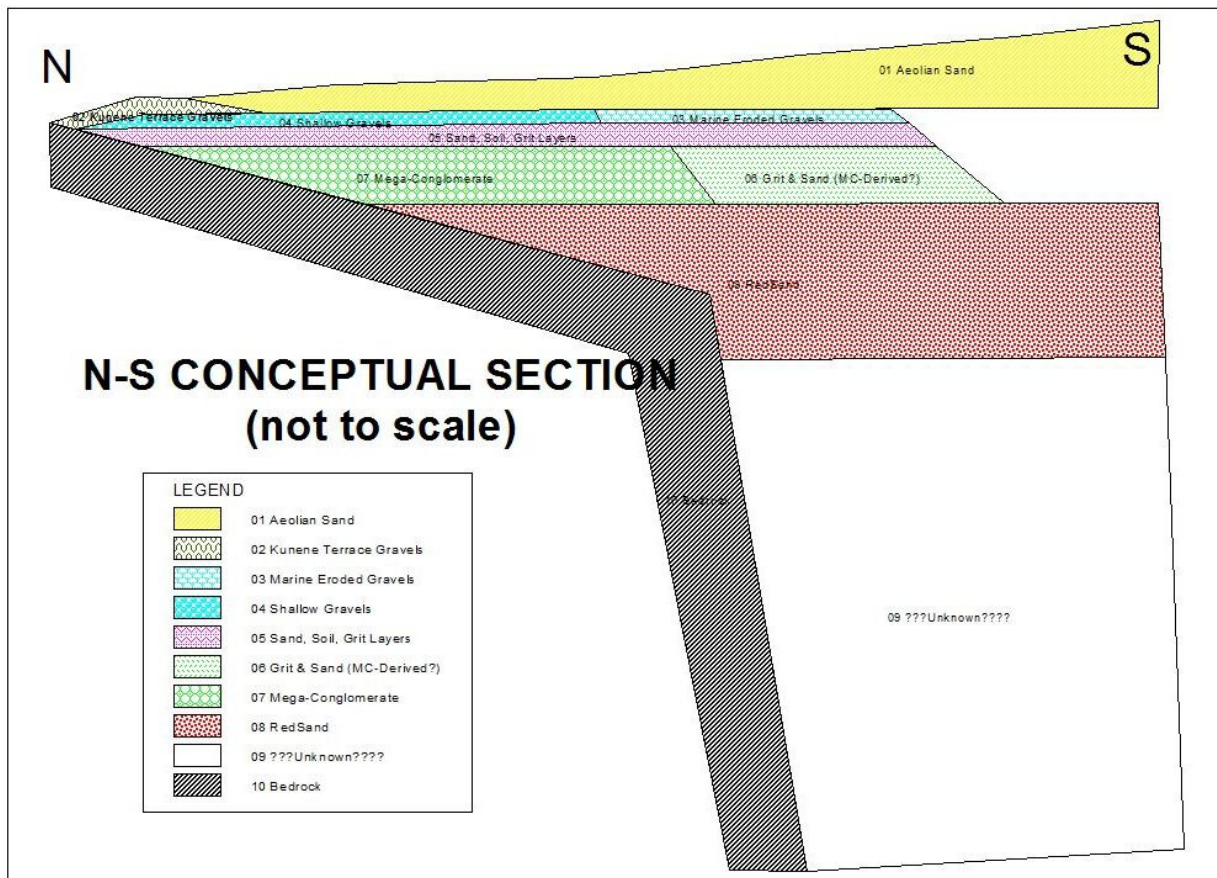 N
S
01 Aeolian Sand
02 Kunene Terrace Gravels
04 Shallow Gravels
03 Marine Eroded Gravels
05 Sand, Soil, Grit Layers
07 Mega-Conglomerate
06 Grit & Sand (MC-Derived?)
08 RedSand
N-S CONCEPTUAL SECTION
(not to scale)
10 Bedrock
09 ???Unknown????
LEGEND
01 Aeolian Sand
02 Kunene Terrace Gravels
03 Marine Eroded Gravels
04 Shallow Gravels
05 Sand, Soil, Grit Layers
06 Grit & Sand (MC-Derived?)
07 Mega-Conglomerate
08 RedSand
09 ???Unknown????
10 Bedrock